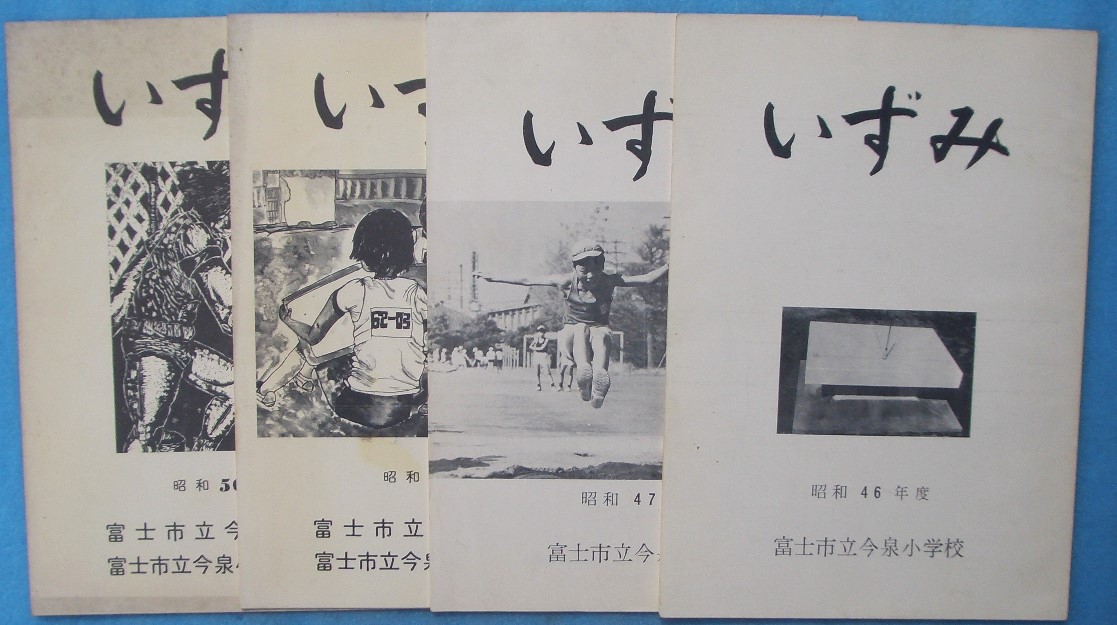 いず
昭和 50
富士市立今
富士市立今泉
いず
62-03
昭和
富士市立
富士市立今泉
いず
昭和 47
富士市立今泉
いずみ
昭和 46 年度
富士市立今泉小学校